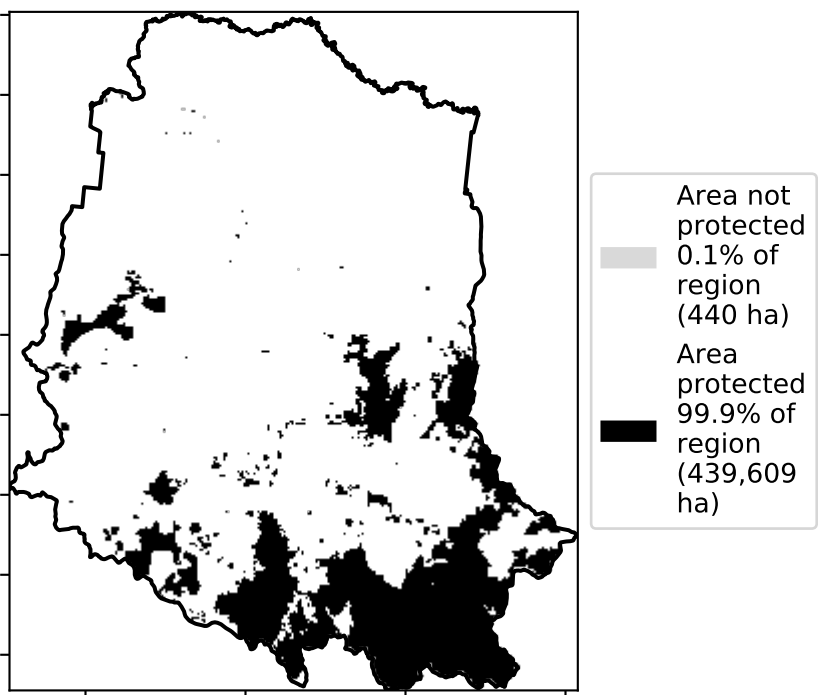 Area not
protected
0.1% of
region
(440 ha)
Area
protected
99.9% of
region
(439,609
ha)